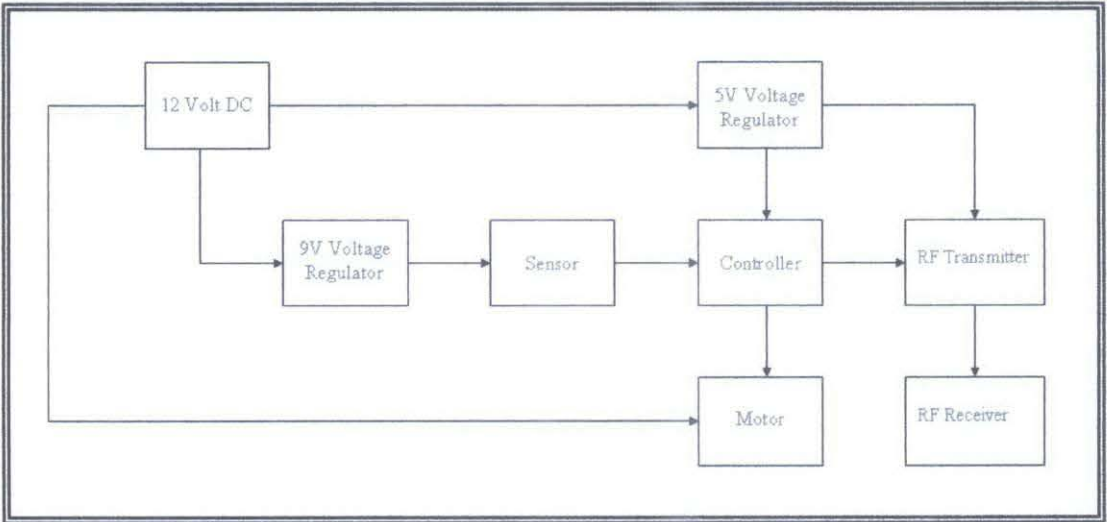 12 Volt DC
5V Voltage
Regulator
9V Voltage
Regulator
Sensor
Controller
RF Transmitter
Motor
RF Receiver